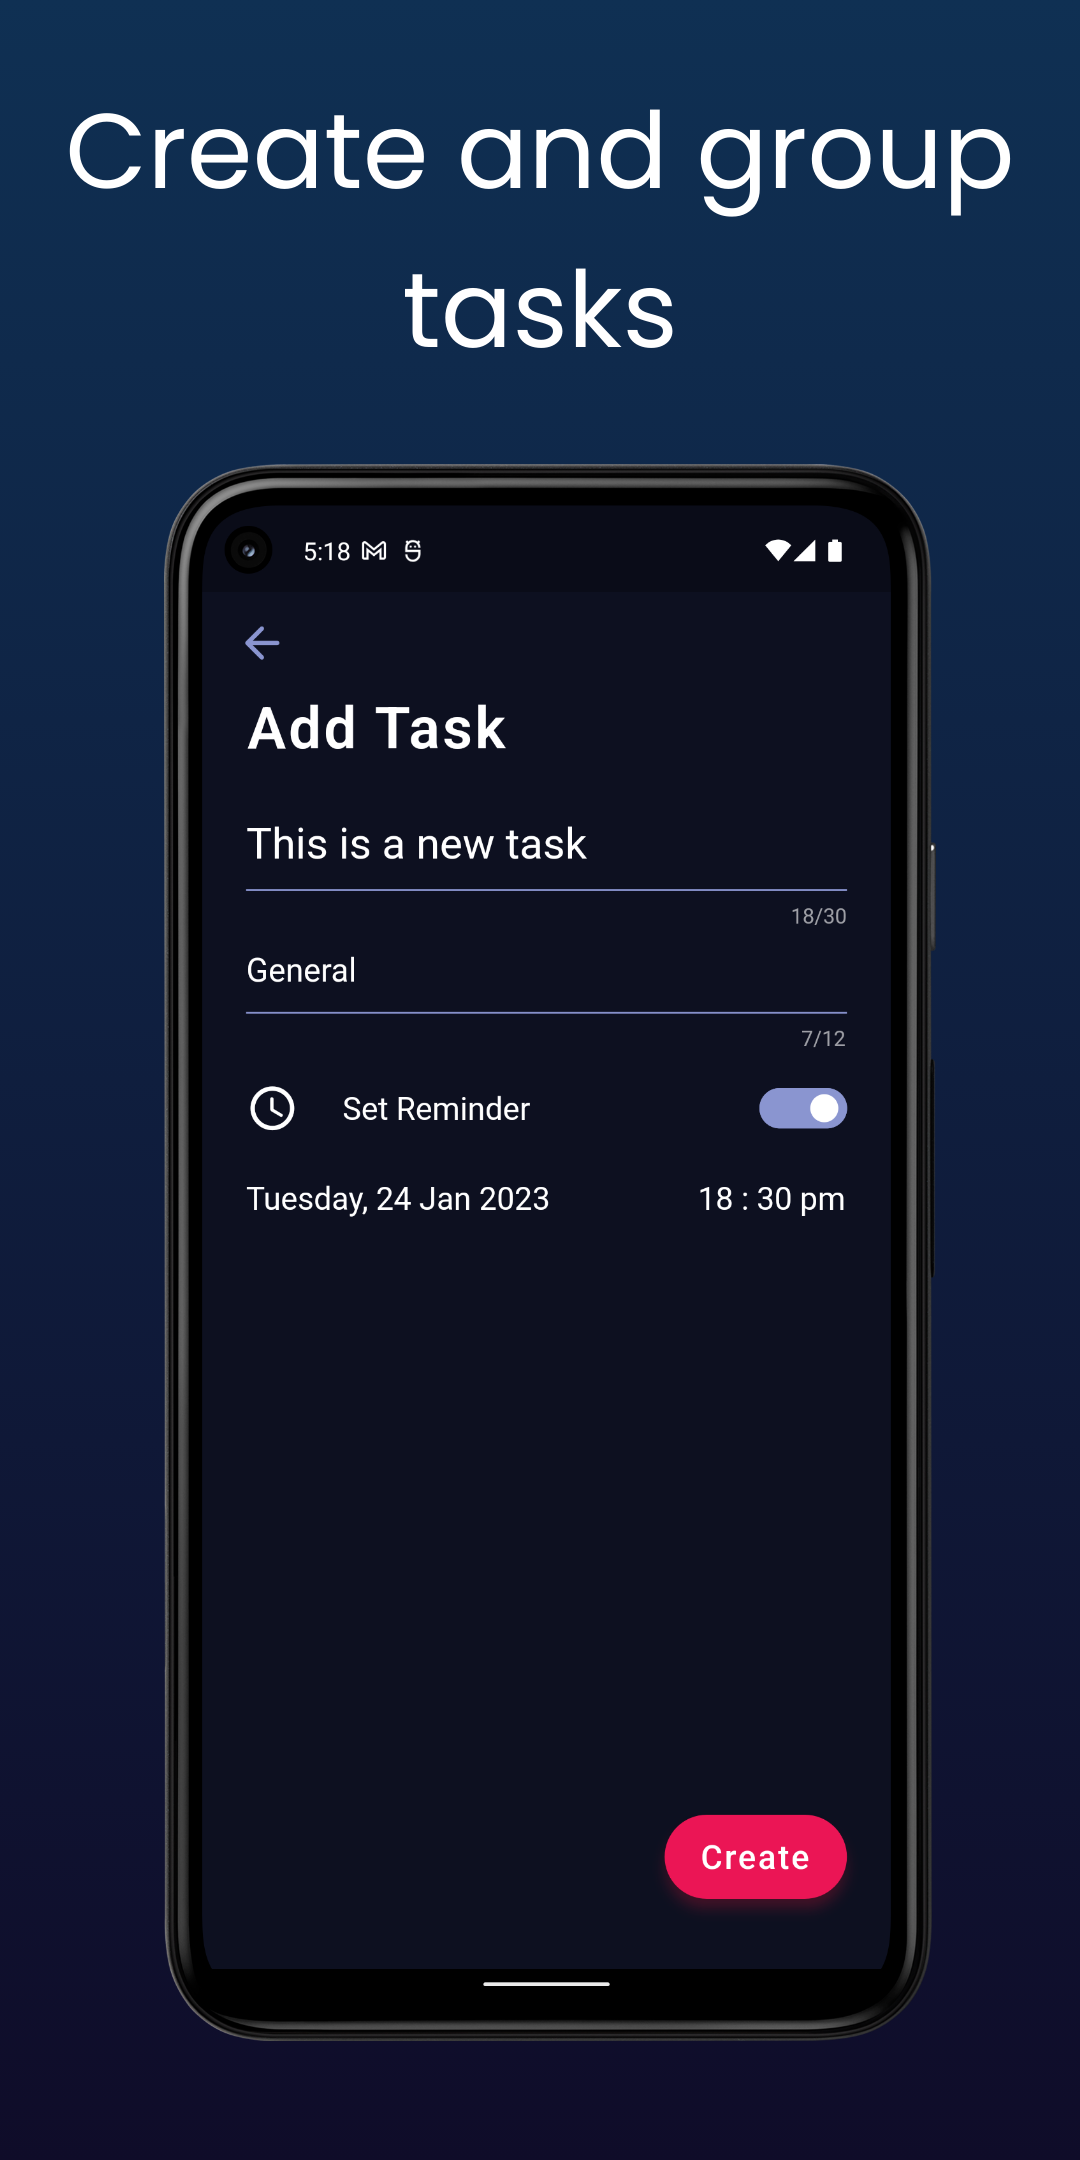 Create and group
tasks
5:18
Add Task
This is a new task
18/30
General
7/12
Set Reminder
Tuesday, 24 Jan 2023 18 : 30 pm
Create